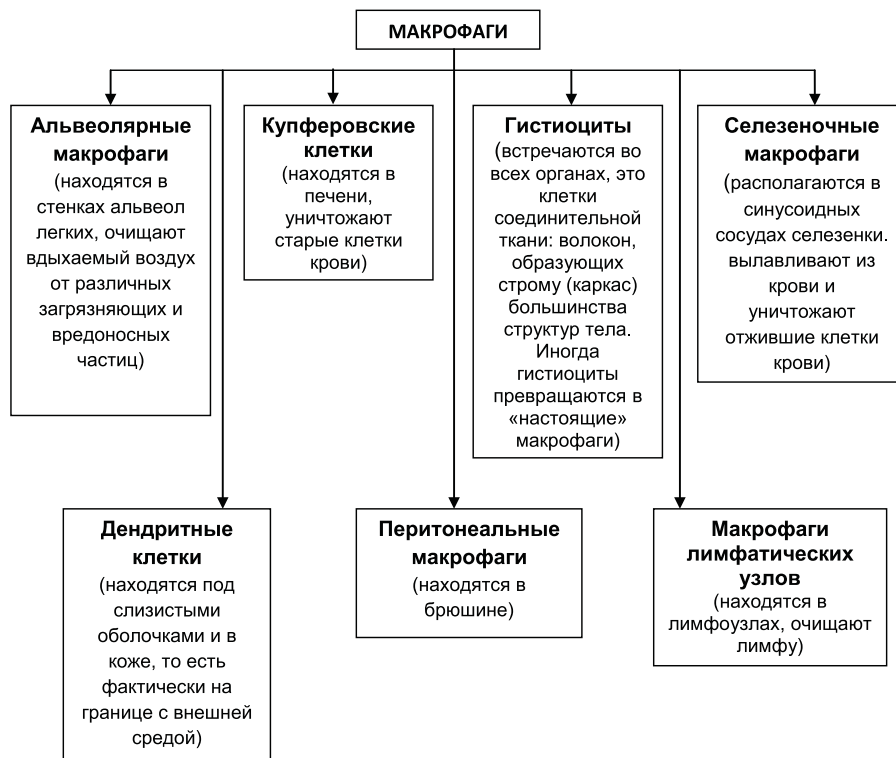 МАКРОФАГИ
Альвеолярные
макрофаги
(находятся в
стенках альвеол
легких, очищают
вдыхаемый воздух
от различных
загрязняющих и
вредоносных
частиц)
Купферовские
клетки
(находятся в
печени,
уничтожают
старые клетки
крови)
Гистиоциты
(встречаются во
всех органах, это
клетки
соединительной
ткани: волокон,
образующих
строму (каркас)
большинства
структур тела.
Иногда
гистиоциты
превращаются в
«настоящие»
макрофаги)
Селезеночные
макрофаги
(располагаются в
синусоидных
сосудах селезенки.
вылавливают из
крови и
уничтожают
отжившие клетки
крови)
Дендритные
клетки
(находятся под
слизистыми
оболочками и в
коже, то есть
фактически на
границе с внешней
средой)
Перитонеальные
макрофаги
(находятся в
брюшине)
Макрофаги
лимфатических
узлов
(находятся в
лимфоузлах, очищают
лимфу)